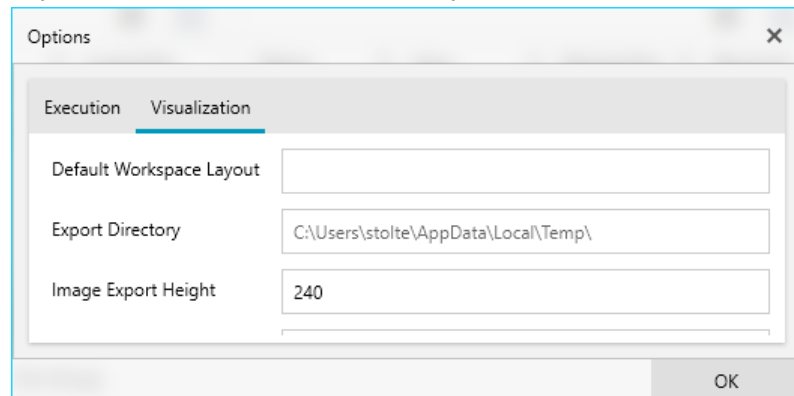 Options
Execution Visualization
Default Workspace Layout
Export Directory C:\Users\stolte\AppData\Local\Temp\
Image Export Height 240
OK